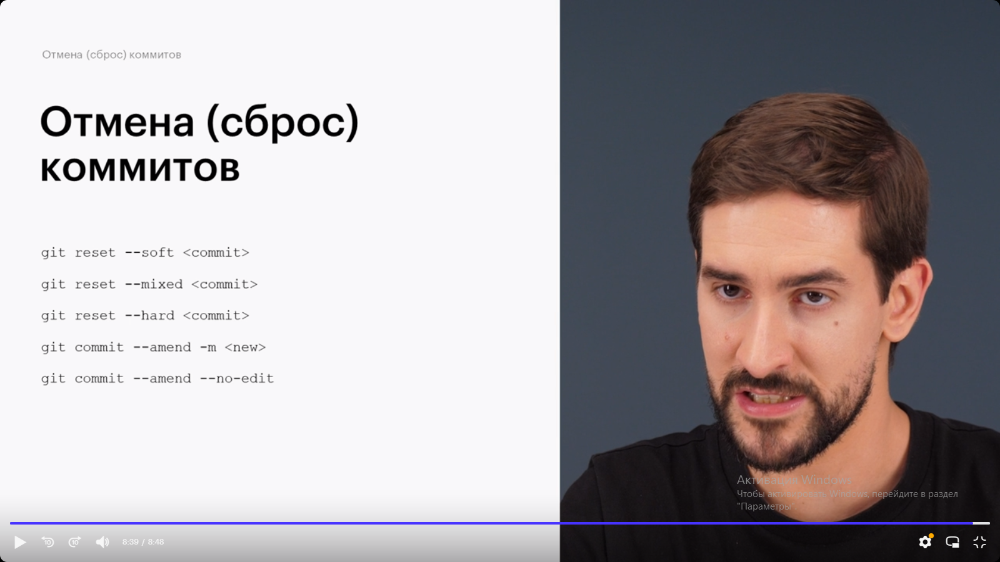 Отмена (сброс) коммитов
Отмена (сброс)
коммитов
git reset --soft <commit>
git reset --mixed <commit>
git reset --hard <commit>
git commit --amend -m <new>
git commit --amend --no-edit
Активация Windows
Чтобы активировать Windows, перейдите в раздел
"Параметры".
10
10
8:39 / 8:48